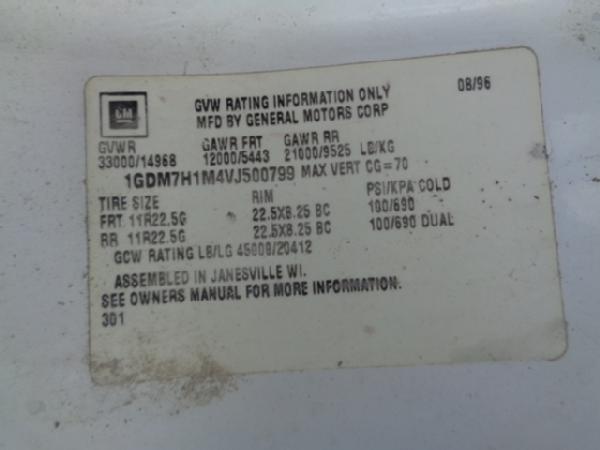 GVW RATING INFORMATION ONLY 08/96
GM MFD BY GENERAL MOTORS CORP
GVWR GAWR FRT GAWR RR
33000/14968 12000/5443 21000/9525 LB/KG
1GDM7H1M4VJ500799 MAX VERT CG=70
TIRE SIZE RIM PSI/KPA COLD
FRT 11R22.5G 22.5X8.25 BC 100/690
RR 11R22.5G 22.5X8.25 BC 100/690 DUAL
GCW RATING LB/LG 45000/20412
ASSEMBLED IN JANESVILLE WI.
SEE OWNERS MANUAL FOR MORE INFORMATION.
301